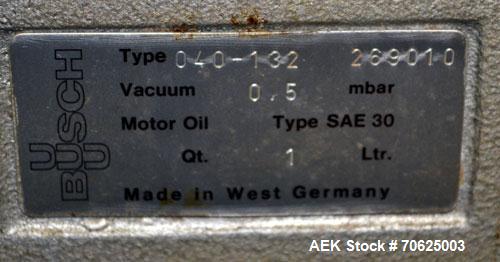 BUSCH
Type 040-132 269010
Vacuum 0.5 mbar
Motor Oil Type SAE 30
Qt. 1 Ltr.
Made in West Germany
AEK Stock # 70625003